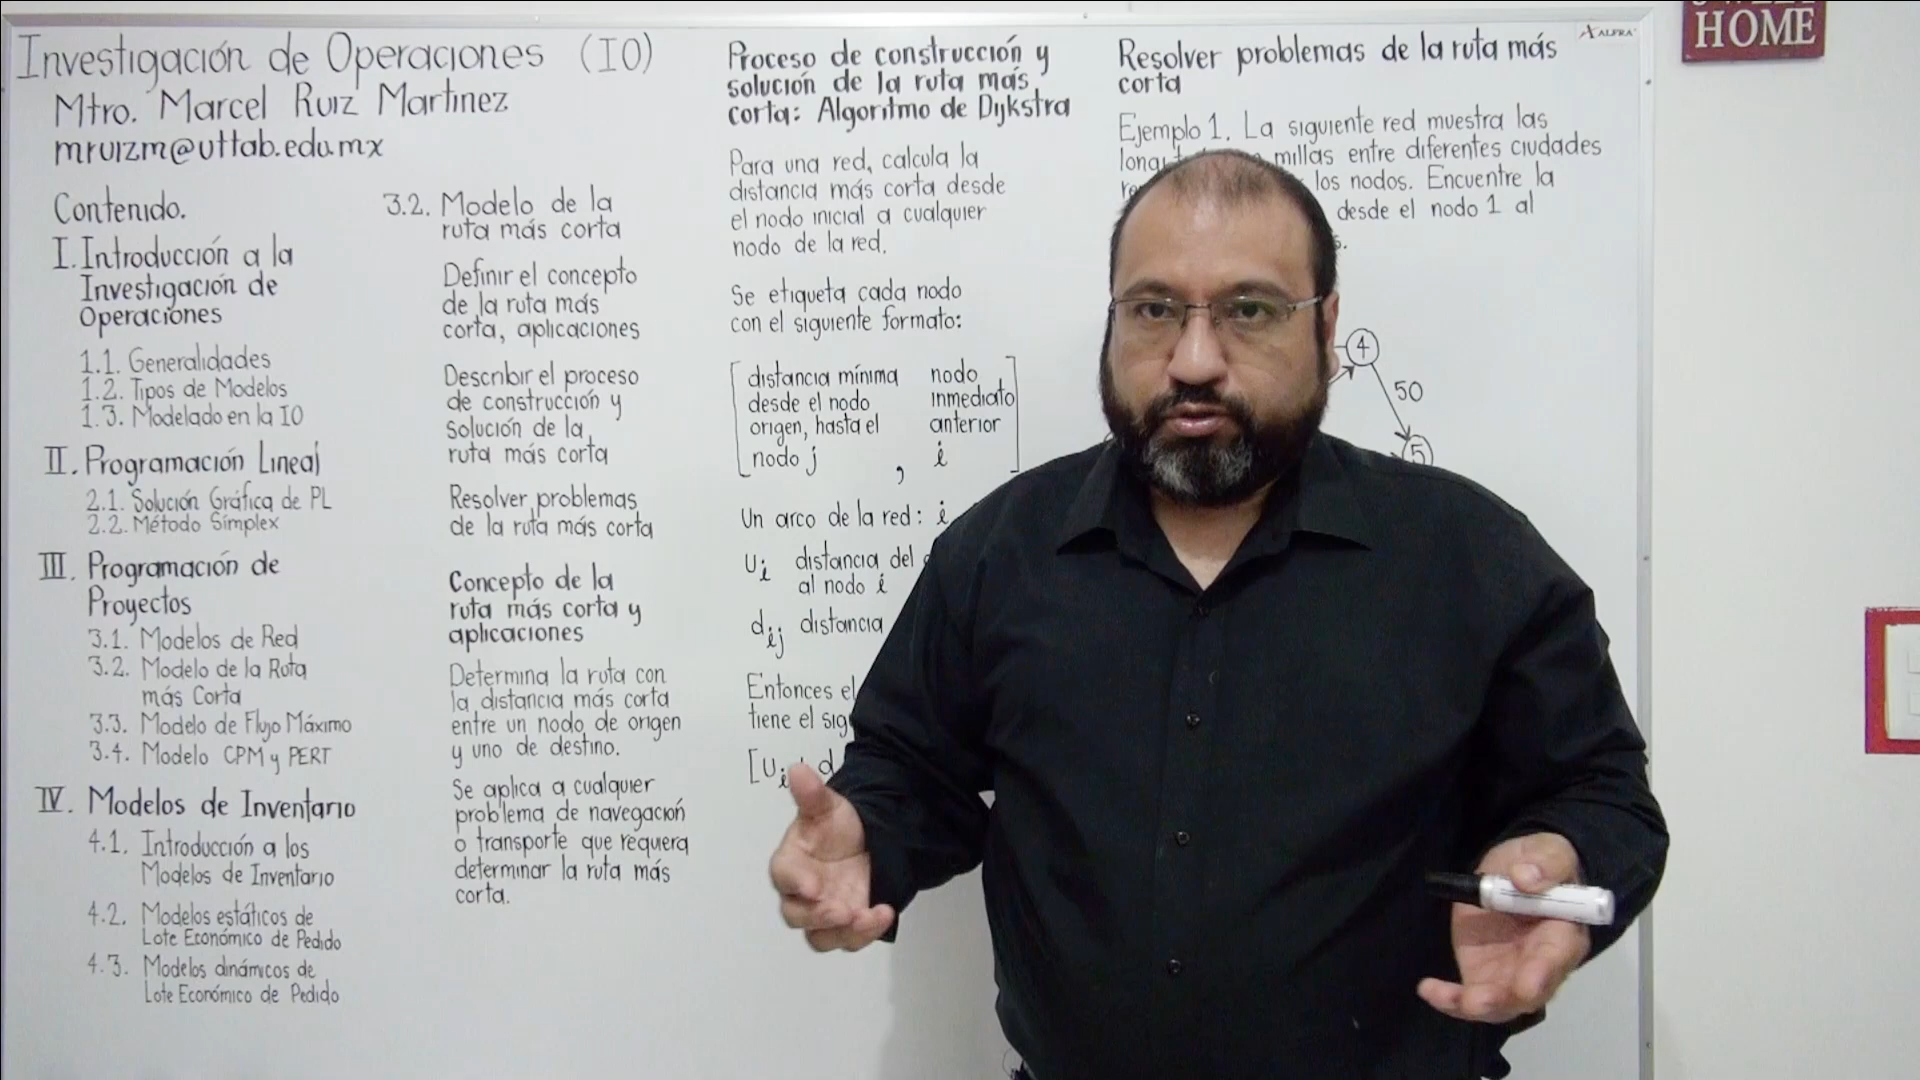 Investigación de Operaciones (IO)
Mtro. Marcel Ruiz Martinez
mruizm@uttab.edu.mx
Contenido.
I. Introducción a la
Investigación de
Operaciones
1.1. Generalidades
1.2. Tipos de Modelos
1.3. Modelado en la IO
II. Programación Lineal
2.1. Solución Gráfica de PL
2.2. Método Simplex
III. Programación de
Proyectos
3.1. Modelos de Red
3.2. Modelo de la Ruta
más Corta
3.3. Modelo de Flujo Máximo
3.4. Modelo CPM y PERT
IV. Modelos de Inventario
4.1. Introducción a los
Modelos de Inventario
4.2. Modelos estáticos de
Lote Económico de Pedido
4.3. Modelos dinámicos de
Lote Económico de Pedido
3.2. Modelo de la
ruta más corta
Definir el concepto
de la ruta más
corta, aplicaciones
Describir el proceso
de construcción y
solución de la
ruta más corta
Resolver problemas
de la ruta más corta
Concepto de la
ruta más corta y
aplicaciones
Determina la ruta con
la distancia más corta
entre un nodo de origen
y uno de destino.
Se aplica a cualquier
problema de navegación
o transporte que requiera
determinar la ruta más
corta.
Proceso de construcción y
solución de la ruta más
corta: Algoritmo de Dijkstra
Para una red, calcula la
distancia más corta desde
el nodo inicial a cualquier
nodo de la red.
Se etiqueta cada nodo
con el siguiente formato:
[distancia mínima nodo
desde el nodo inmediato
origen, hasta el anterior
nodo j , i]
Un arco de la red: i
Ui distancia del
al nodo i
dij distancia
Entonces el
tiene el
[Ui + d
Resolver problemas de la ruta más
corta
Ejemplo 1. La siguiente red muestra las
millas entre diferentes ciudades
los nodos. Encuentre la
desde el nodo 1 al
4
50
5
ALFRA
HOME